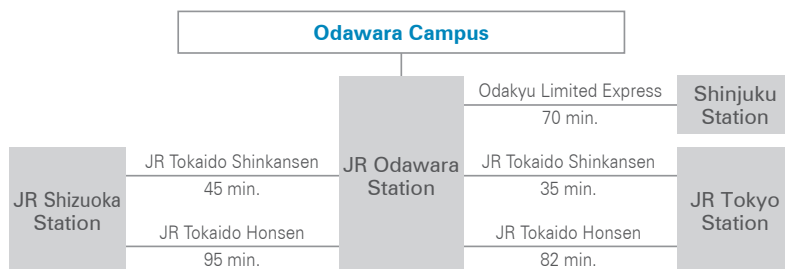 Odawara Campus
Odakyu Limited Express
70 min.
Shinjuku
Station
JR Shizuoka
Station
JR Tokaido Shinkansen
45 min.
JR Tokaido Honsen
95 min.
JR Odawara
Station
JR Tokaido Shinkansen
35 min.
JR Tokaido Honsen
82 min.
JR Tokyo
Station